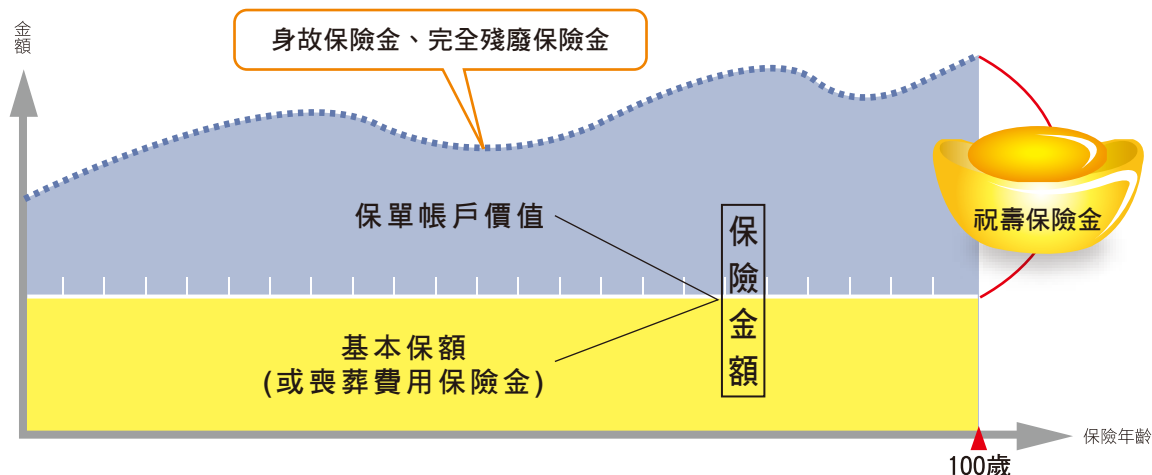 金額
身故保險金、完全殘廢保險金
保單帳戶價值
保險金額
祝壽保險金
基本保額
(或喪葬費用保險金)
保險年齡
100歲